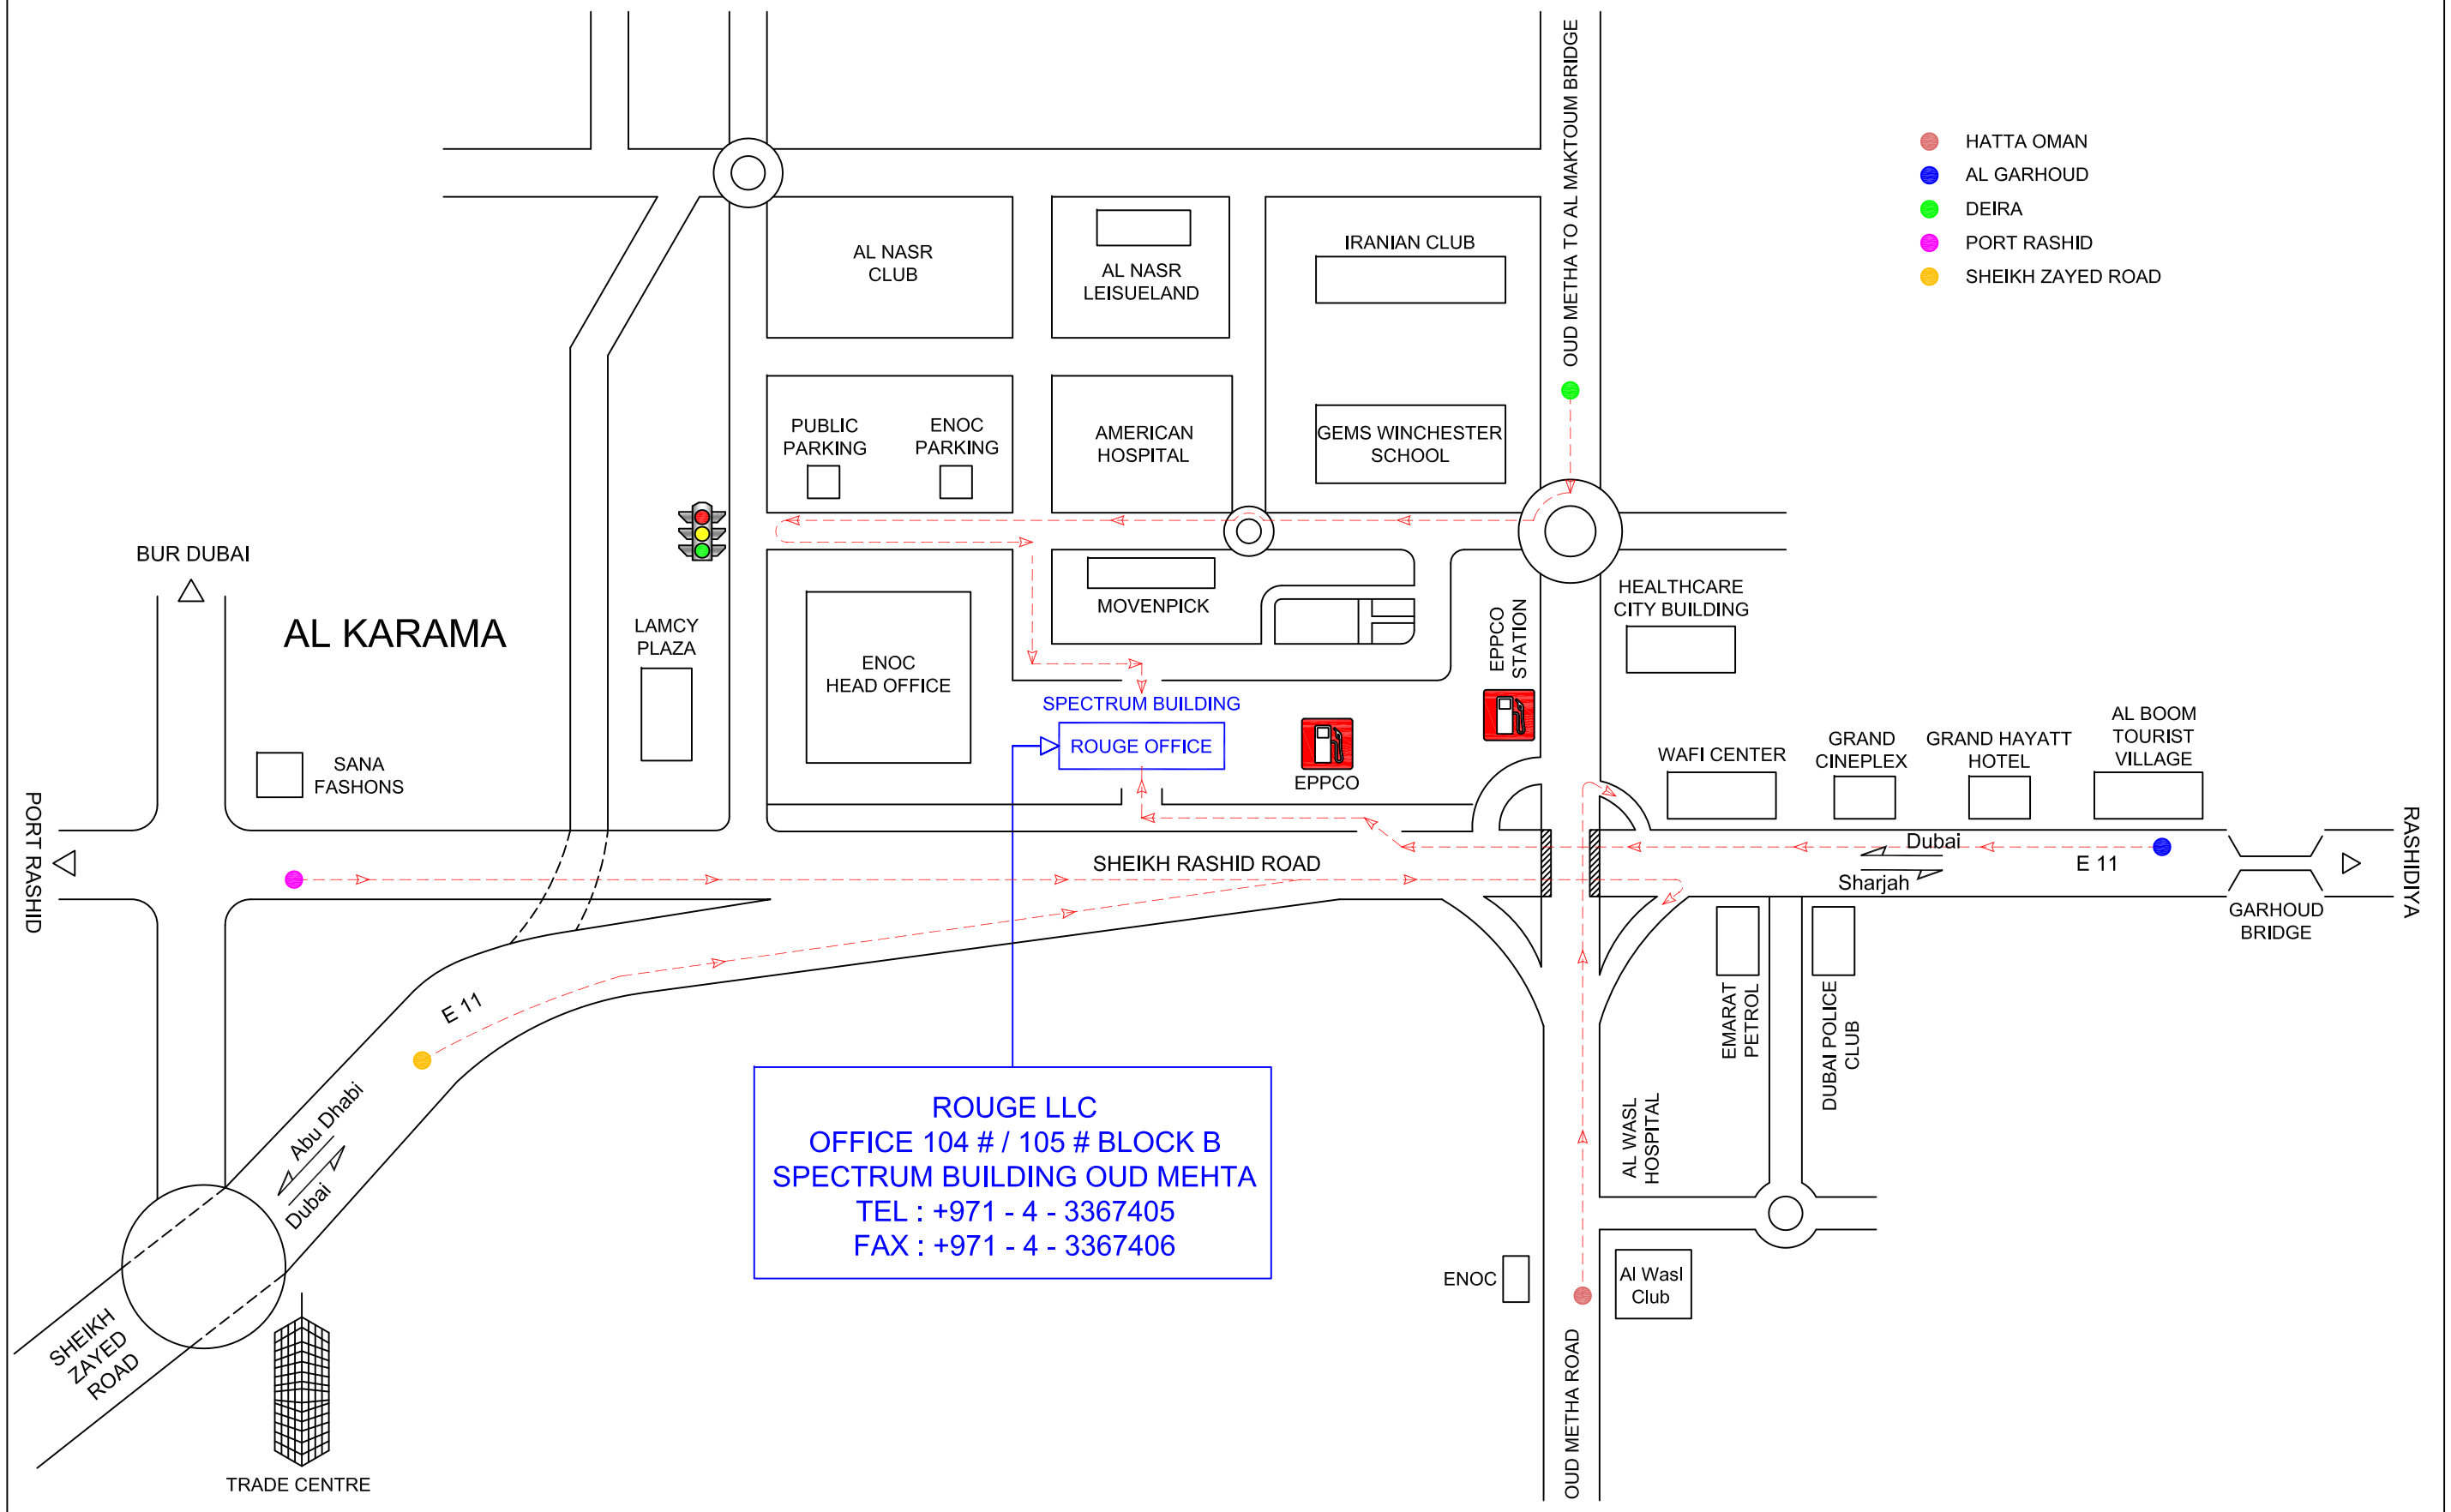 OUD METHA TO AL MAKTOUM BRIDGE
HATTA OMAN
AL GARHOUD
DEIRA
PORT RASHID
SHEIKH ZAYED ROAD
AL NASR
CLUB
AL NASR
LEISUELAND
IRANIAN CLUB
PUBLIC
PARKING
ENOC
PARKING
AMERICAN
HOSPITAL
GEMS WINCHESTER
SCHOOL
BUR DUBAI
AL KARAMA
LAMCY
PLAZA
ENOC
HEAD OFFICE
MOVENPICK
EPPCO
STATION
HEALTHCARE
CITY BUILDING
SPECTRUM BUILDING
ROUGE OFFICE
EPPCO
SANA
FASHONS
WAFI CENTER
GRAND
CINEPLEX
GRAND HAYATT
HOTEL
AL BOOM
TOURIST
VILLAGE
PORT RASHID
SHEIKH RASHID ROAD
Dubai
Sharjah
E 11
RASHIDIYA
GARHOUD
BRIDGE
E 11
EMARAT
PETROL
DUBAI POLICE
CLUB
Abu Dhabi
Dubai
ROUGE LLC
OFFICE 104 # / 105 # BLOCK B
SPECTRUM BUILDING OUD MEHTA
TEL : +971 - 4 - 3367405
FAX : +971 - 4 - 3367406
AL WASL
HOSPITAL
ENOC
Al Wasl
Club
SHEIKH
ZAYED
ROAD
OUD METHA ROAD
TRADE CENTRE